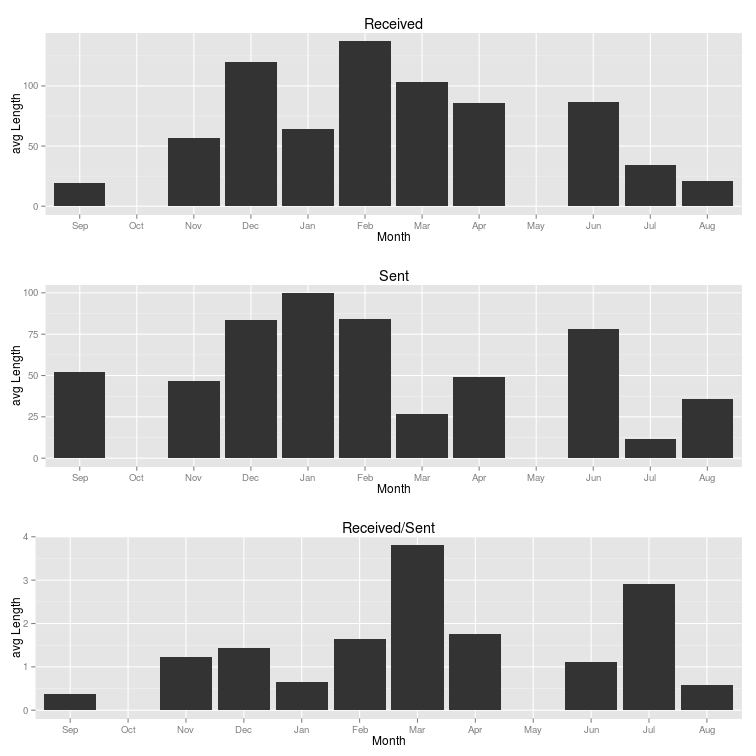 Received
avg Length
100
50
0
Sep Oct Nov Dec Jan Feb Mar Apr May Jun Jul Aug
Month
Sent
avg Length
100
75
50
25
0
Sep Oct Nov Dec Jan Feb Mar Apr May Jun Jul Aug
Month
Received/Sent
avg Length
4
3
2
1
0
Sep Oct Nov Dec Jan Feb Mar Apr May Jun Jul Aug
Month